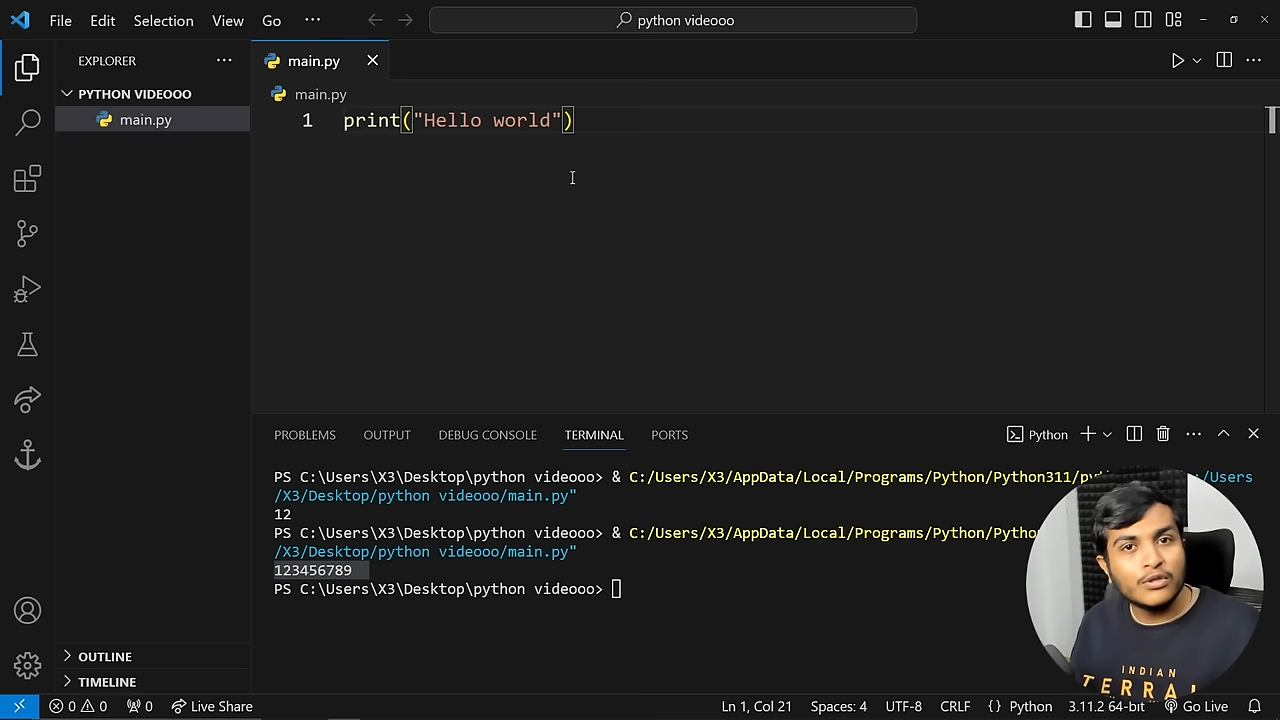 File Edit Selection View Go ··· python videooo
EXPLORER ···
PYTHON VIDEOOO
main.py
main.py
main.py
1 print("Hello world")
PROBLEMS OUTPUT DEBUG CONSOLE TERMINAL PORTS Python
PS C:\Users\X3\Desktop\python videooo> & C:/Users/X3/AppData/Local/Programs/Python/Python311/ :/Users
/X3/Desktop/python videooo/main.py"
12
PS C:\Users\X3\Desktop\python videooo> & C:/Users/X3/AppData/Local/Programs/Python/
/X3/Desktop/python videooo/main.py"
123456789
PS C:\Users\X3\Desktop\python videooo>
INDIAN
TERRAI
OUTLINE
TIMELINE
0 0 0 Live Share Ln 1, Col 21 Spaces: 4 UTF-8 CRLF {} Python 3.11.2 64-bit Go Live